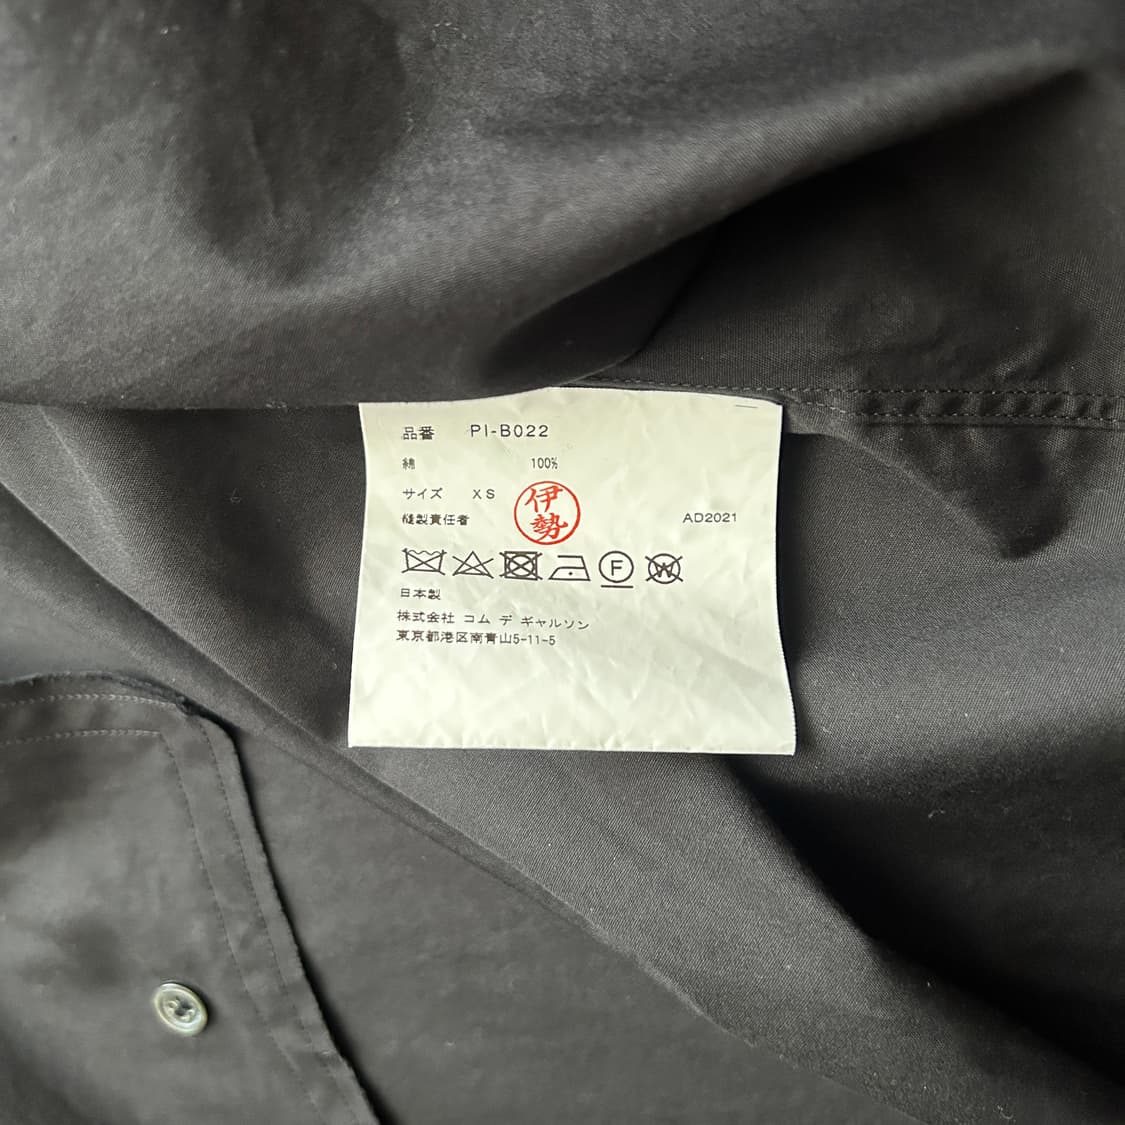 品番 PI-B022
綿 100%
サイズ XS
伊勢
縫製責任者 AD2021
F W
日本製
株式会社 コム デ ギャルソン
東京都港区南青山5-11-5